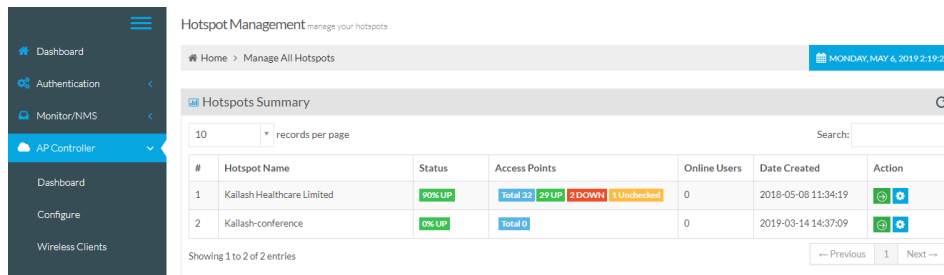 Hotspot Management manage your hotspots
Dashboard
Home > Manage All Hotspots
MONDAY, MAY 6, 2019 2:19:2
Authentication
Monitor/NMS
Hotspots Summary
AP Controller
10 records per page
Search:
# Hotspot Name Status Access Points Online Users Date Created Action
1 Kailash Healthcare Limited 90% UP Total 32 29 UP 2 DOWN 1 Unchecked 0 2018-05-08 11:34:19
2 Kailash-conference 0% UP Total 0 0 2019-03-14 14:37:09
Dashboard
Configure
Wireless Clients
Showing 1 to 2 of 2 entries
← Previous 1 Next →